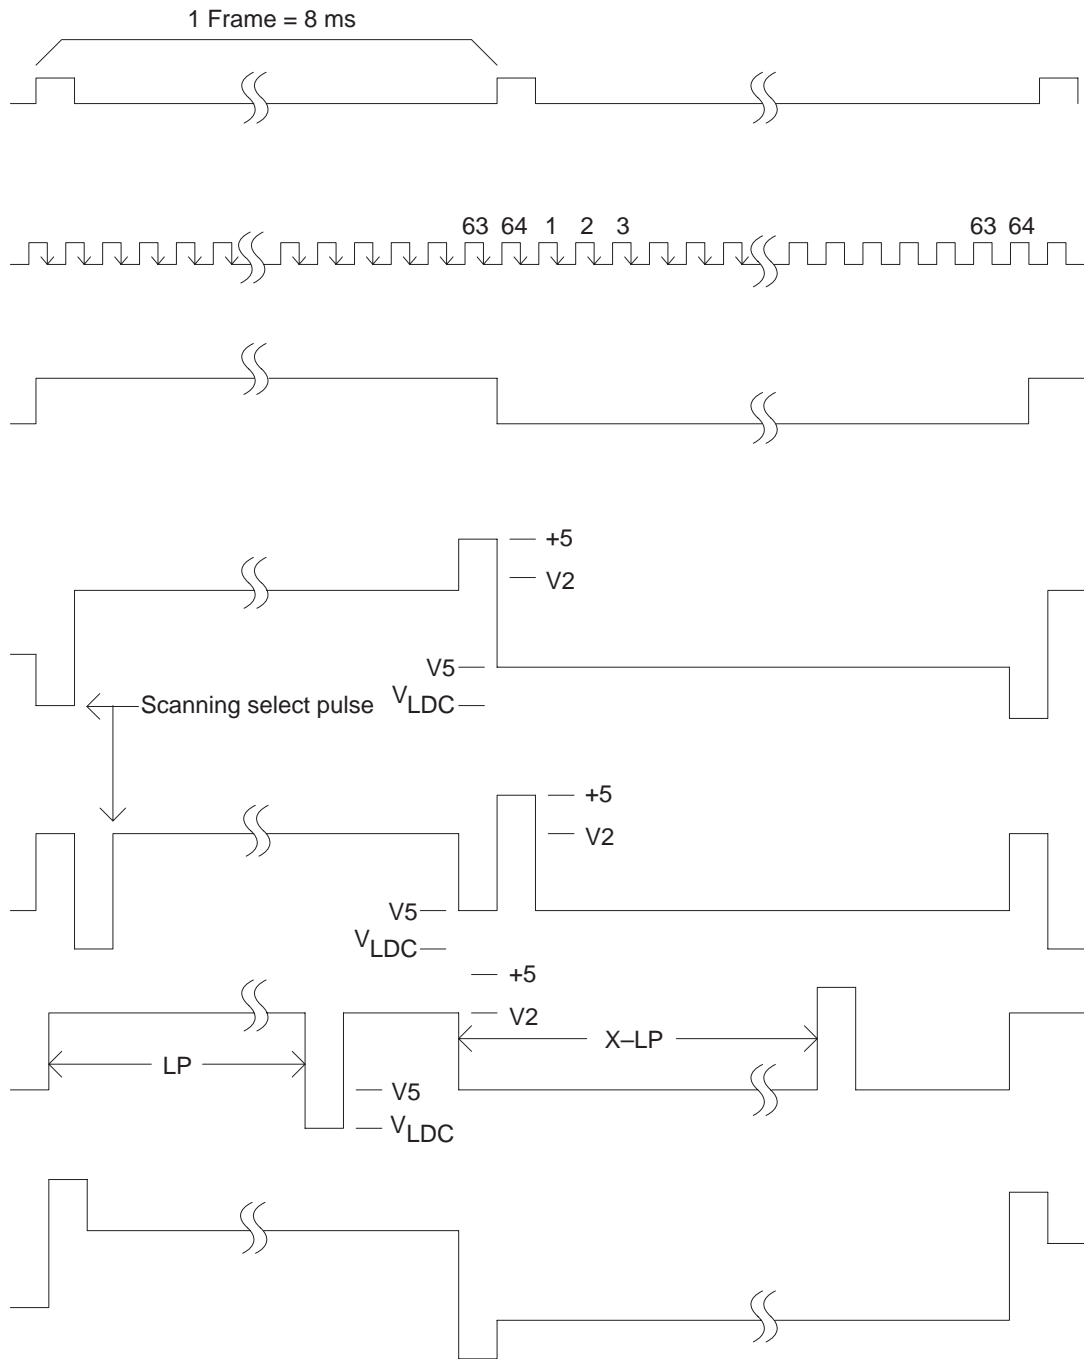 1 Frame = 8 ms
63 64 1 2 3 63 64
+5
V2
V5
Scanning select pulse VLDC
+5
V2
V5
VLDC
+5
V2
X–LP
LP
V5
VLDC